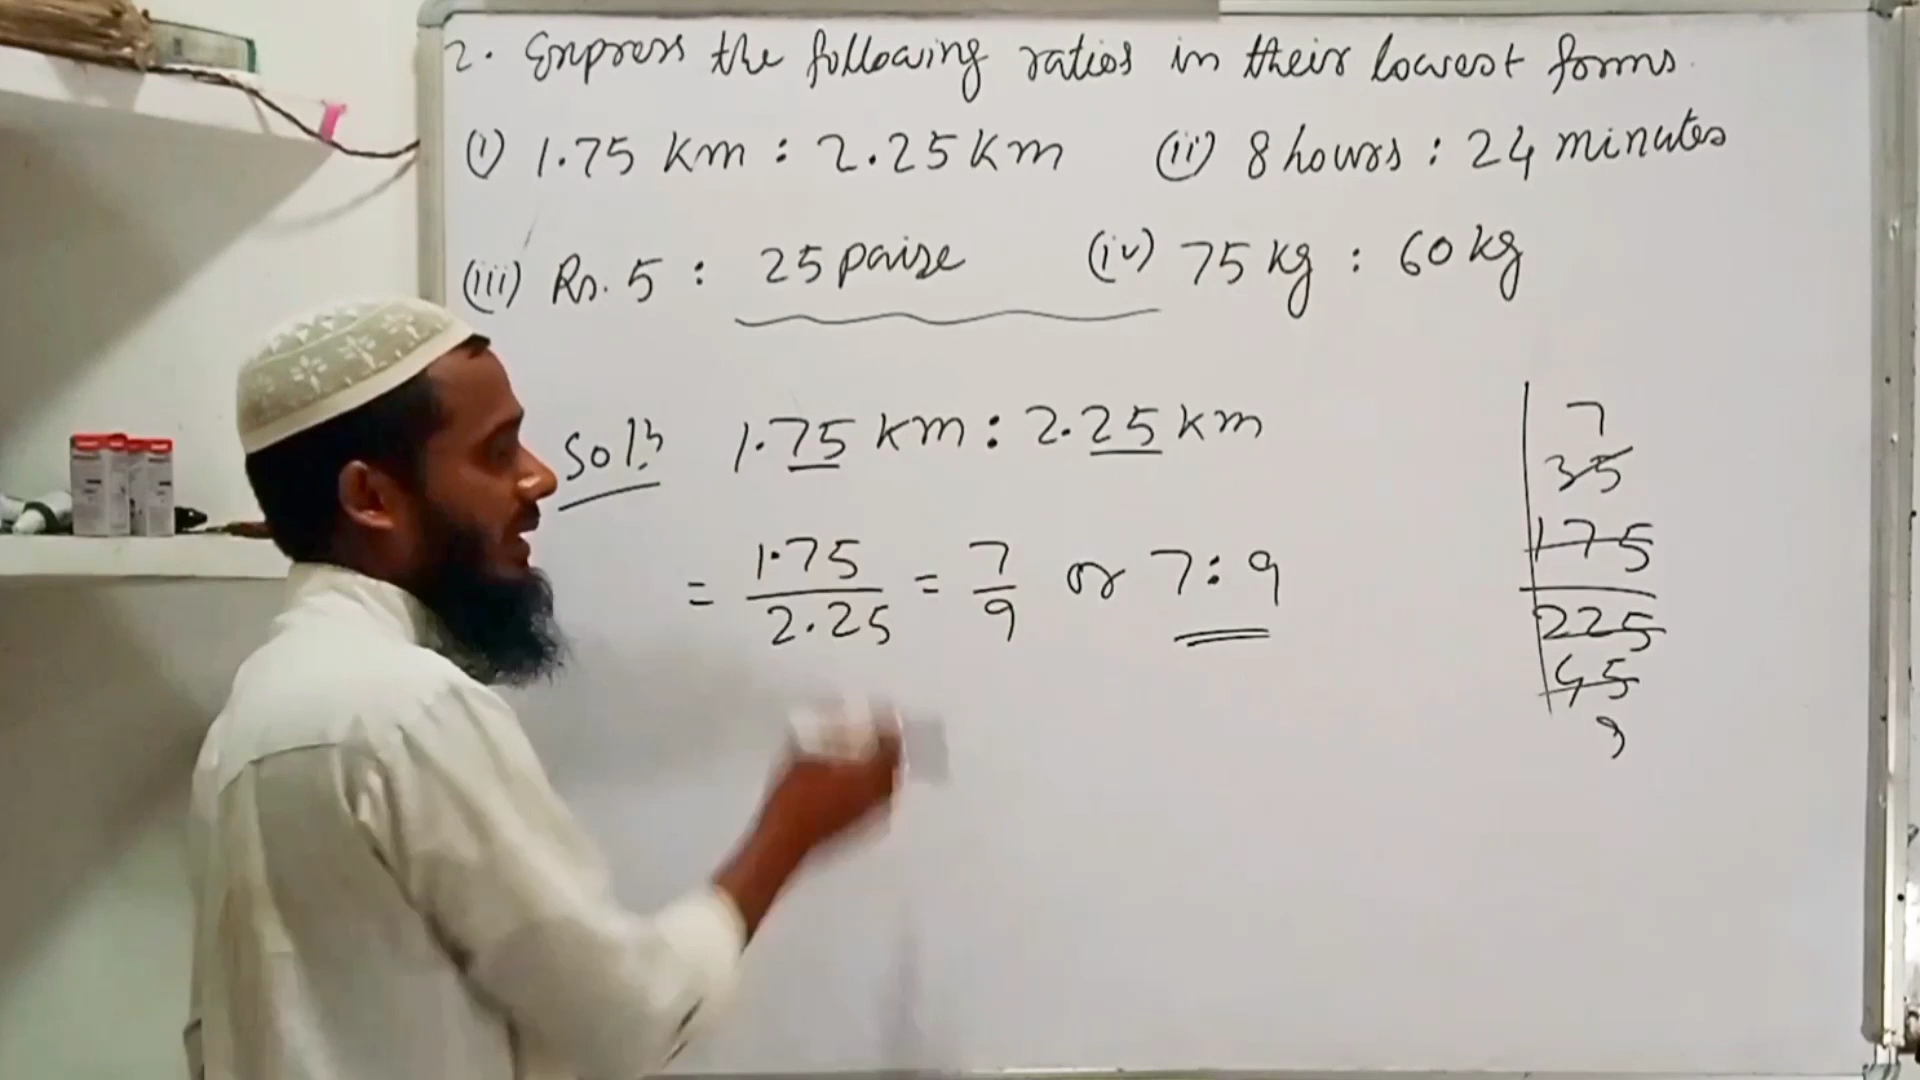 2. Express the following ratios in their lowest forms.
(i) 1.75 km : 2.25 km (ii) 8 hours : 24 minutes
(iii) Rs. 5 : 25 paise (iv) 75 kg : 60 kg
Soln 1.75 km : 2.25 km
= 1.75/2.25 = 7/9 or 7 : 9
7
35
175
225
45
9